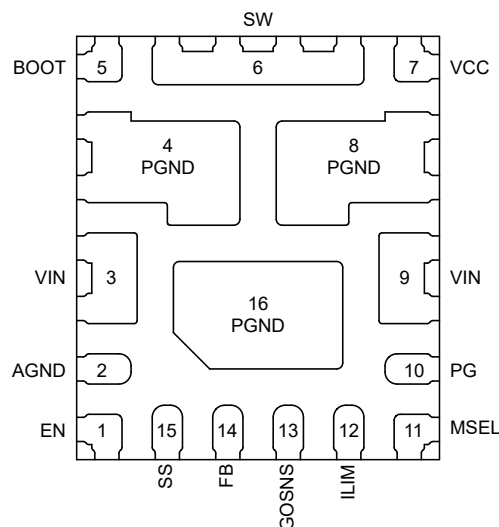 SW
BOOT
5
6
7
VCC
4
PGND
8
PGND
VIN
3
9
VIN
16
PGND
AGND
2
10
PG
EN
1
15
14
13
12
11
MSEL
SS
FB
GOSNS
ILIM